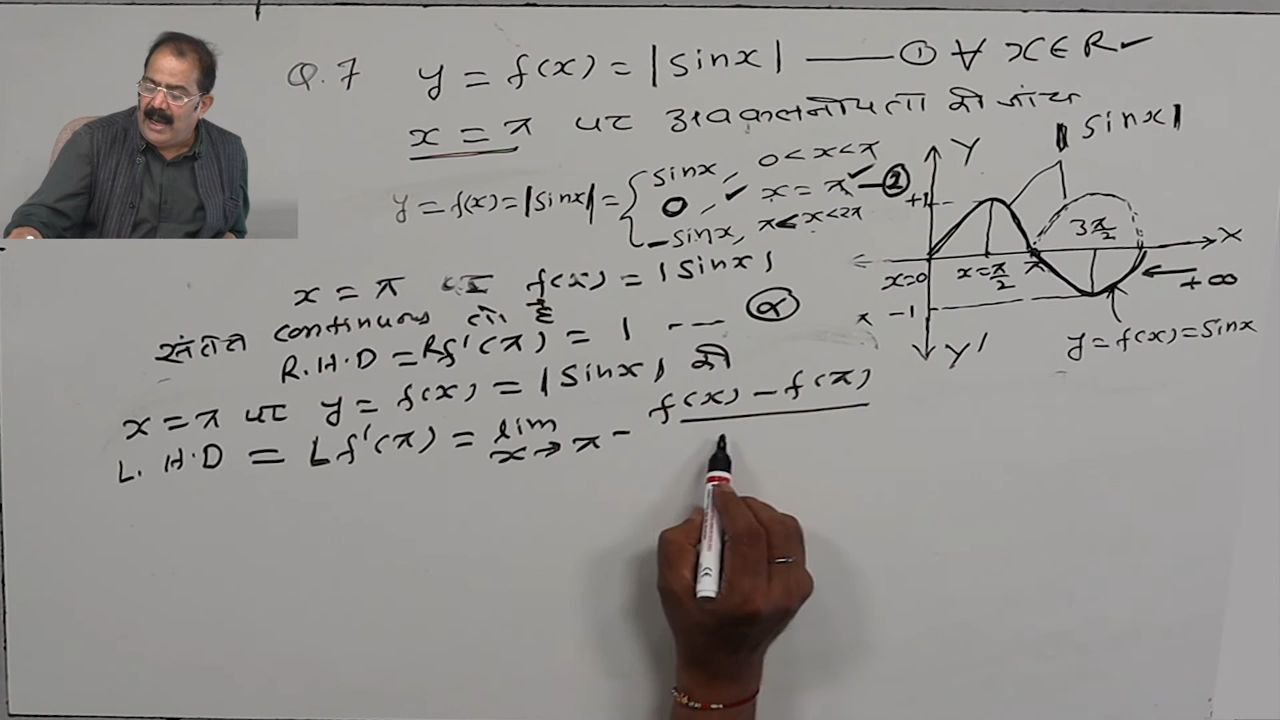 Q.7 y = f(x) = |sinx| —— ① ∀ x∈R ✓
x = π पर अवकलनीयता की जांच
y = f(x) = |sinx| = { sinx, 0 < x < π
0, ✓ x = π ✓ — ②
-sinx, π < x < 2π
x = π पर f(x) = |sinx|
संतत continuous तो है
R.H.D = Rf'(π) = 1 --- α
x = π पर y = f(x) = |sinx| की
L.H.D = Lf'(π) = lim x→π- f(x) - f(π)
|sinx|
Y
+1
3π/2
X
x=0
x=π/2
π
+∞
-1
Y'
y = f(x) = sinx